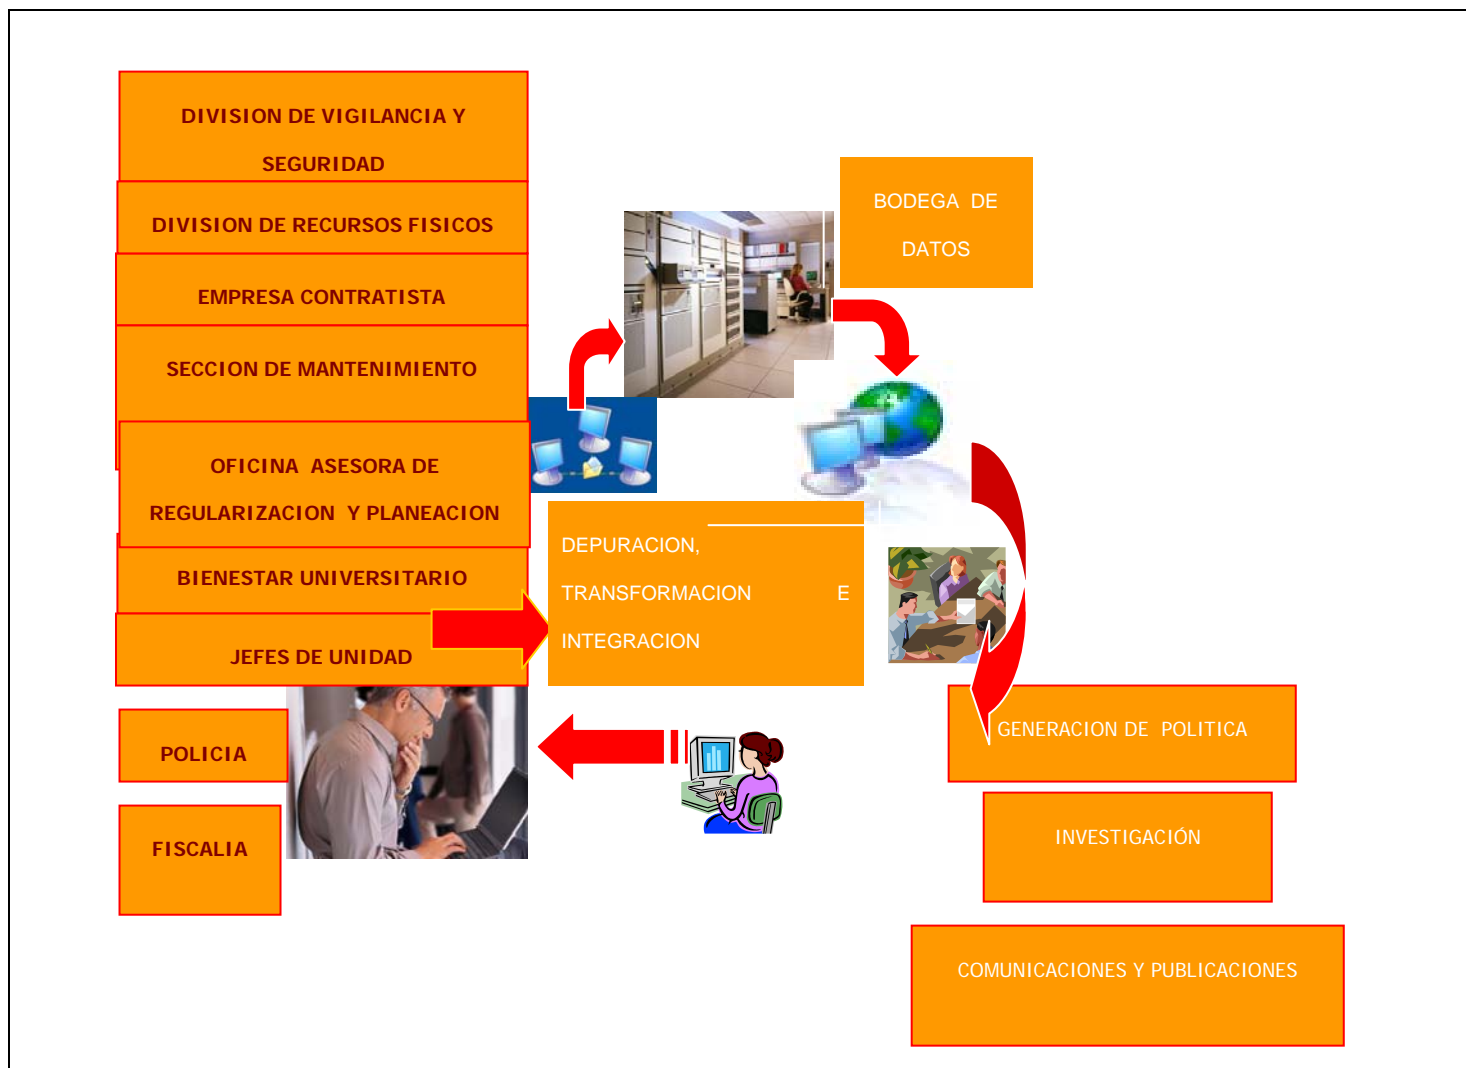 DIVISION DE VIGILANCIA Y
SEGURIDAD
DIVISION DE RECURSOS FISICOS
EMPRESA CONTRATISTA
SECCION DE MANTENIMIENTO
OFICINA ASESORA DE
REGULARIZACION Y PLANEACION
BIENESTAR UNIVERSITARIO
JEFES DE UNIDAD
POLICIA
FISCALIA
BODEGA DE
DATOS
DEPURACION,
TRANSFORMACION E
INTEGRACION
GENERACION DE POLITICA
INVESTIGACIÓN
COMUNICACIONES Y PUBLICACIONES